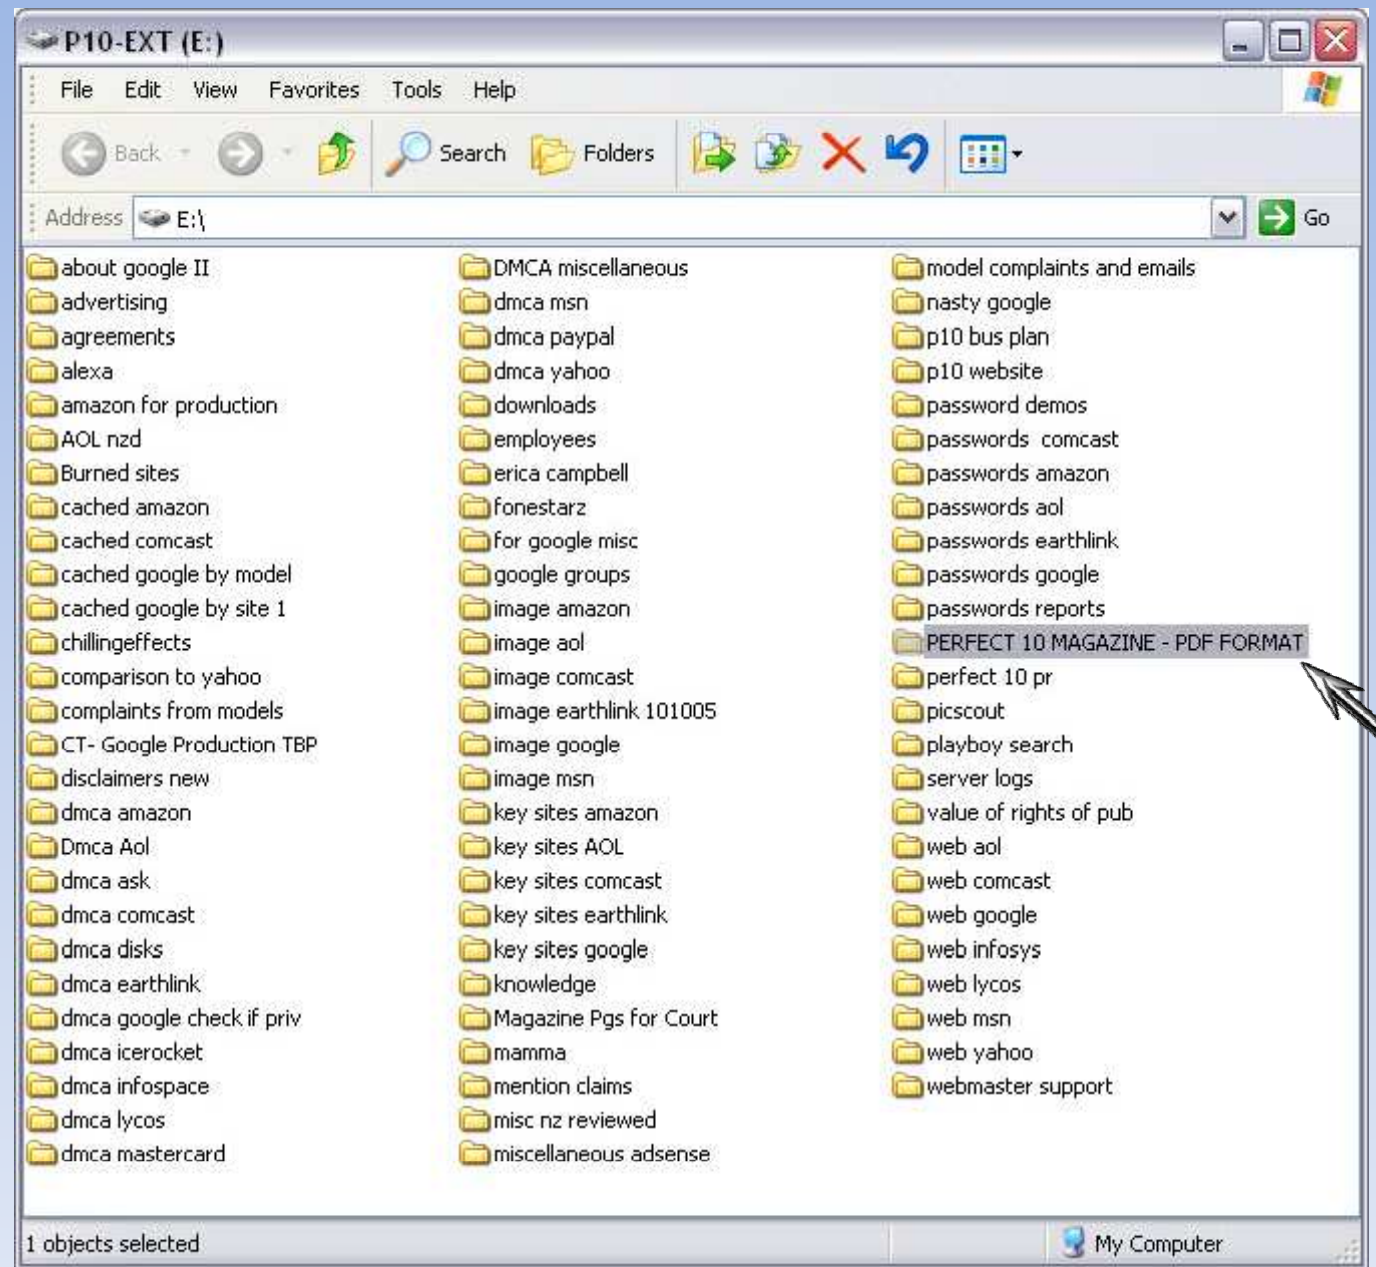 P10-EXT (E:)
File Edit View Favorites Tools Help
Back Search Folders
Address E:\ Go
about google II
advertising
agreements
alexa
amazon for production
AOL nzd
Burned sites
cached amazon
cached comcast
cached google by model
cached google by site 1
chillingeffects
comparison to yahoo
complaints from models
CT- Google Production TBP
disclaimers new
dmca amazon
Dmca Aol
dmca ask
dmca comcast
dmca disks
dmca earthlink
dmca google check if priv
dmca icerocket
dmca infospace
dmca lycos
dmca mastercard
DMCA miscellaneous
dmca msn
dmca paypal
dmca yahoo
downloads
employees
erica campbell
fonestarz
for google misc
google groups
image amazon
image aol
image comcast
image earthlink 101005
image google
image msn
key sites amazon
key sites AOL
key sites comcast
key sites earthlink
key sites google
knowledge
Magazine Pgs for Court
mamma
mention claims
misc nz reviewed
miscellaneous adsense
model complaints and emails
nasty google
p10 bus plan
p10 website
password demos
passwords  comcast
passwords amazon
passwords aol
passwords earthlink
passwords google
passwords reports
PERFECT 10 MAGAZINE - PDF FORMAT
perfect 10 pr
picscout
playboy search
server logs
value of rights of pub
web aol
web comcast
web google
web infosys
web lycos
web msn
web yahoo
webmaster support
1 objects selected
My Computer